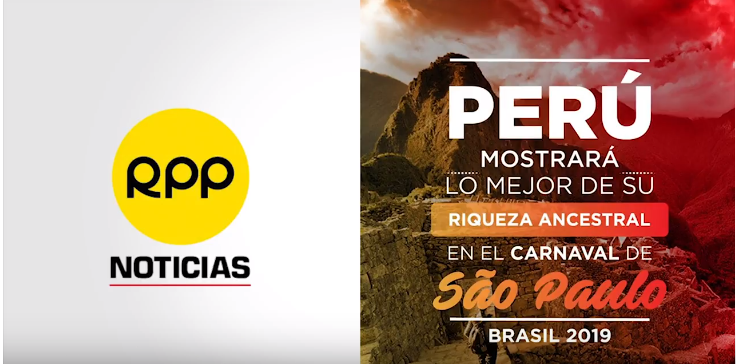 RPP
NOTICIAS
PERÚ
MOSTRARÁ
LO MEJOR DE SU
RIQUEZA ANCESTRAL
EN EL CARNAVAL DE
São Paulo
BRASIL 2019